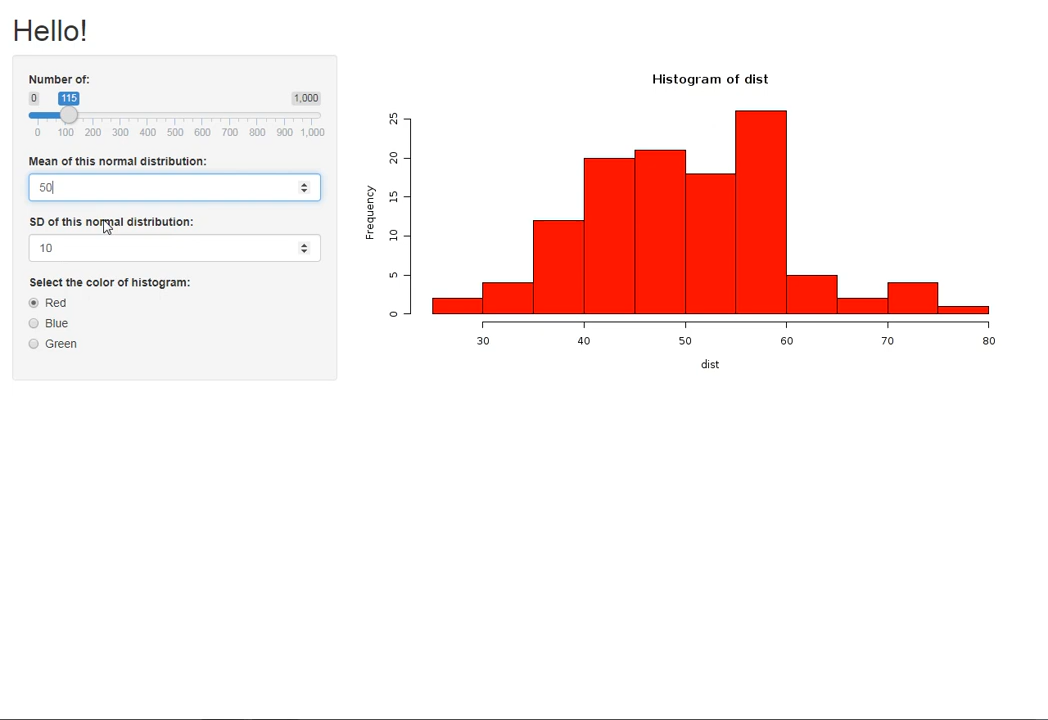 Hello!
Number of:
0 115 1,000
0 100 200 300 400 500 600 700 800 900 1,000
Mean of this normal distribution:
50
SD of this normal distribution:
10
Select the color of histogram:
Red
Blue
Green
Histogram of dist
Frequency
25
20
15
10
5
0
30 40 50 60 70 80
dist